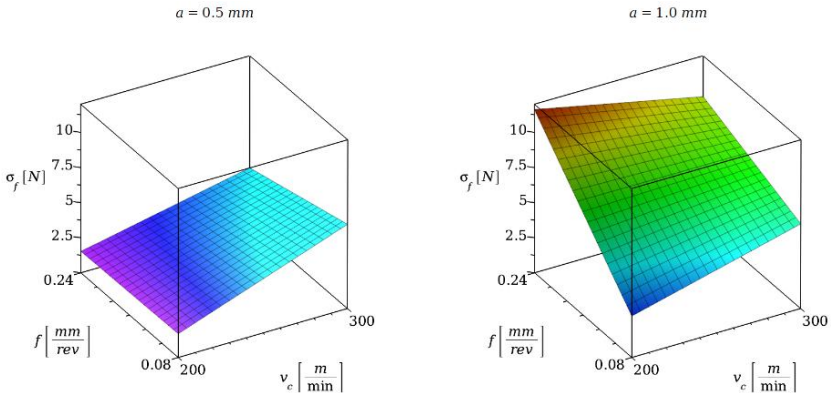 a = 0.5 mm
10
7.5
σf [N]
5
2.5
0.24
f [mm/rev]
0.08
200
300
vc [m/min]
a = 1.0 mm
10
7.5
σf [N]
5
2.5
0.24
f [mm/rev]
0.08
200
300
vc [m/min]